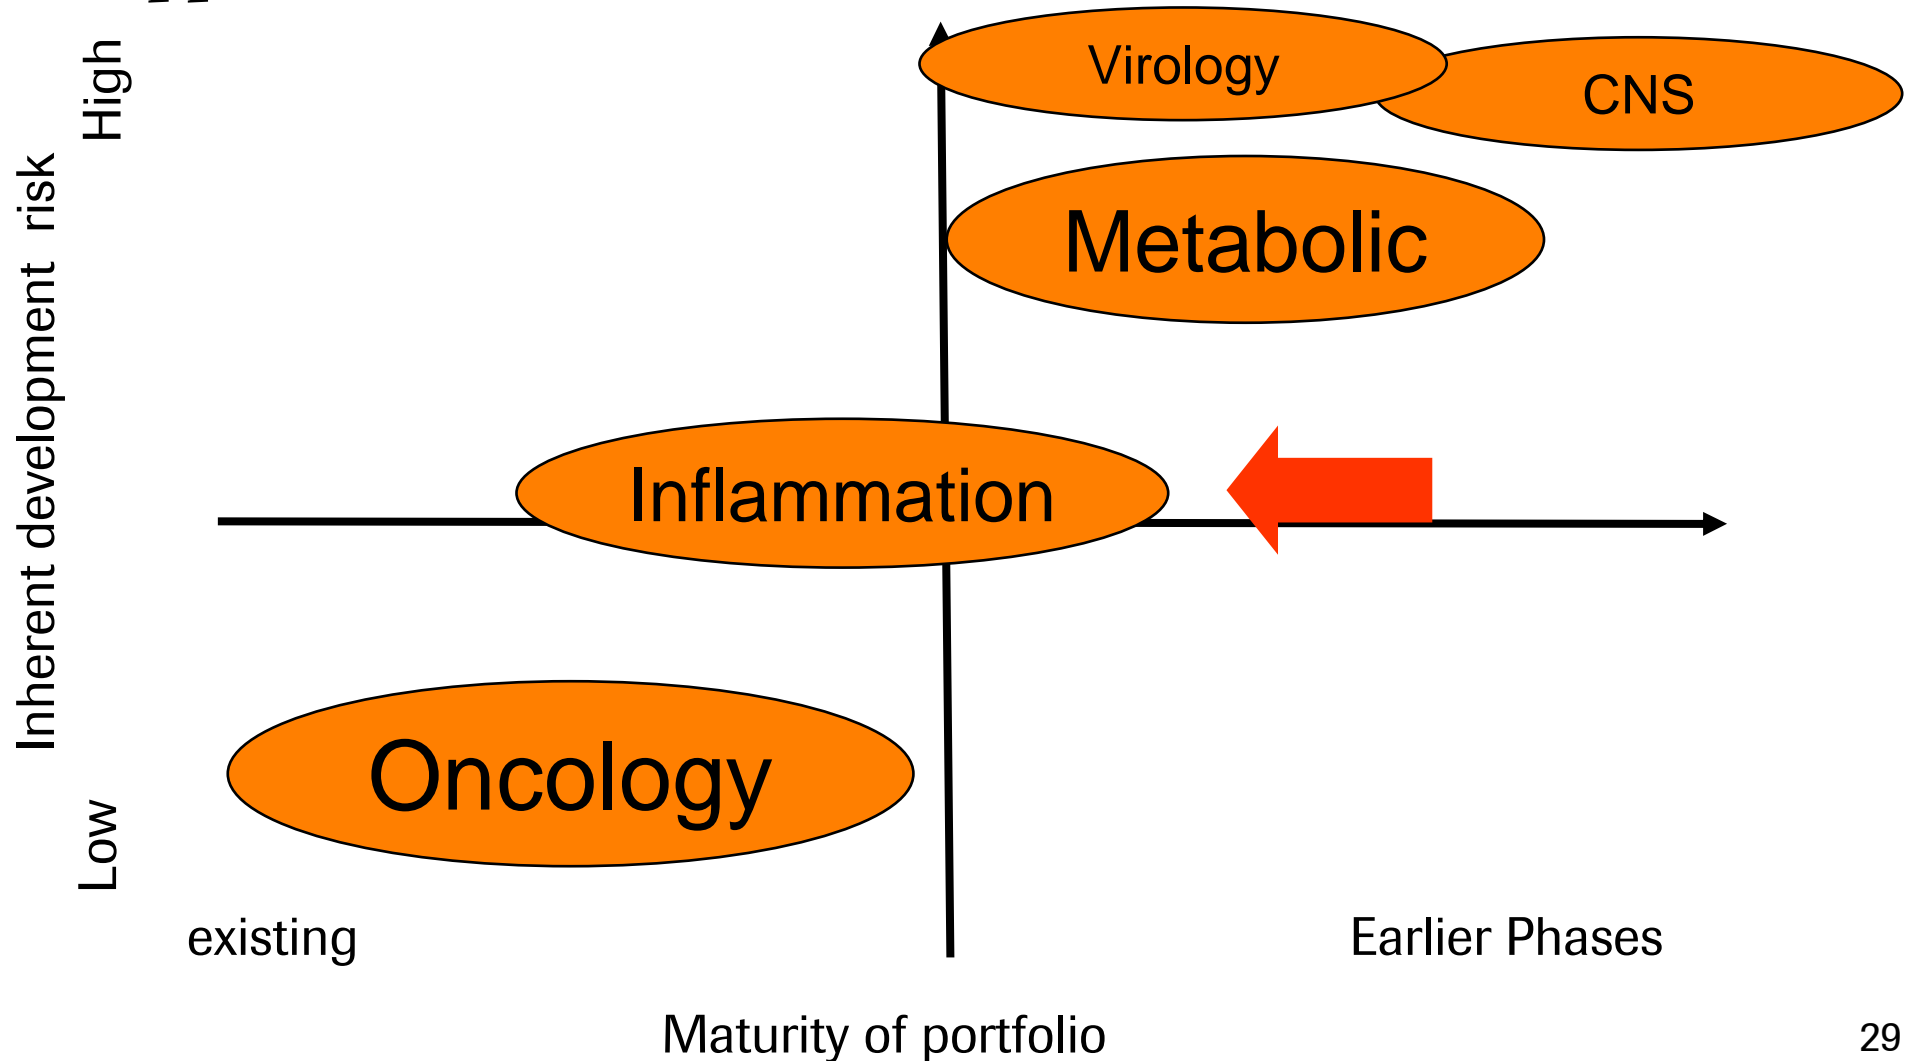 High
Virology
CNS
Metabolic
Inherent development risk
Inflammation
Oncology
Low
existing
Earlier Phases
Maturity of portfolio
29